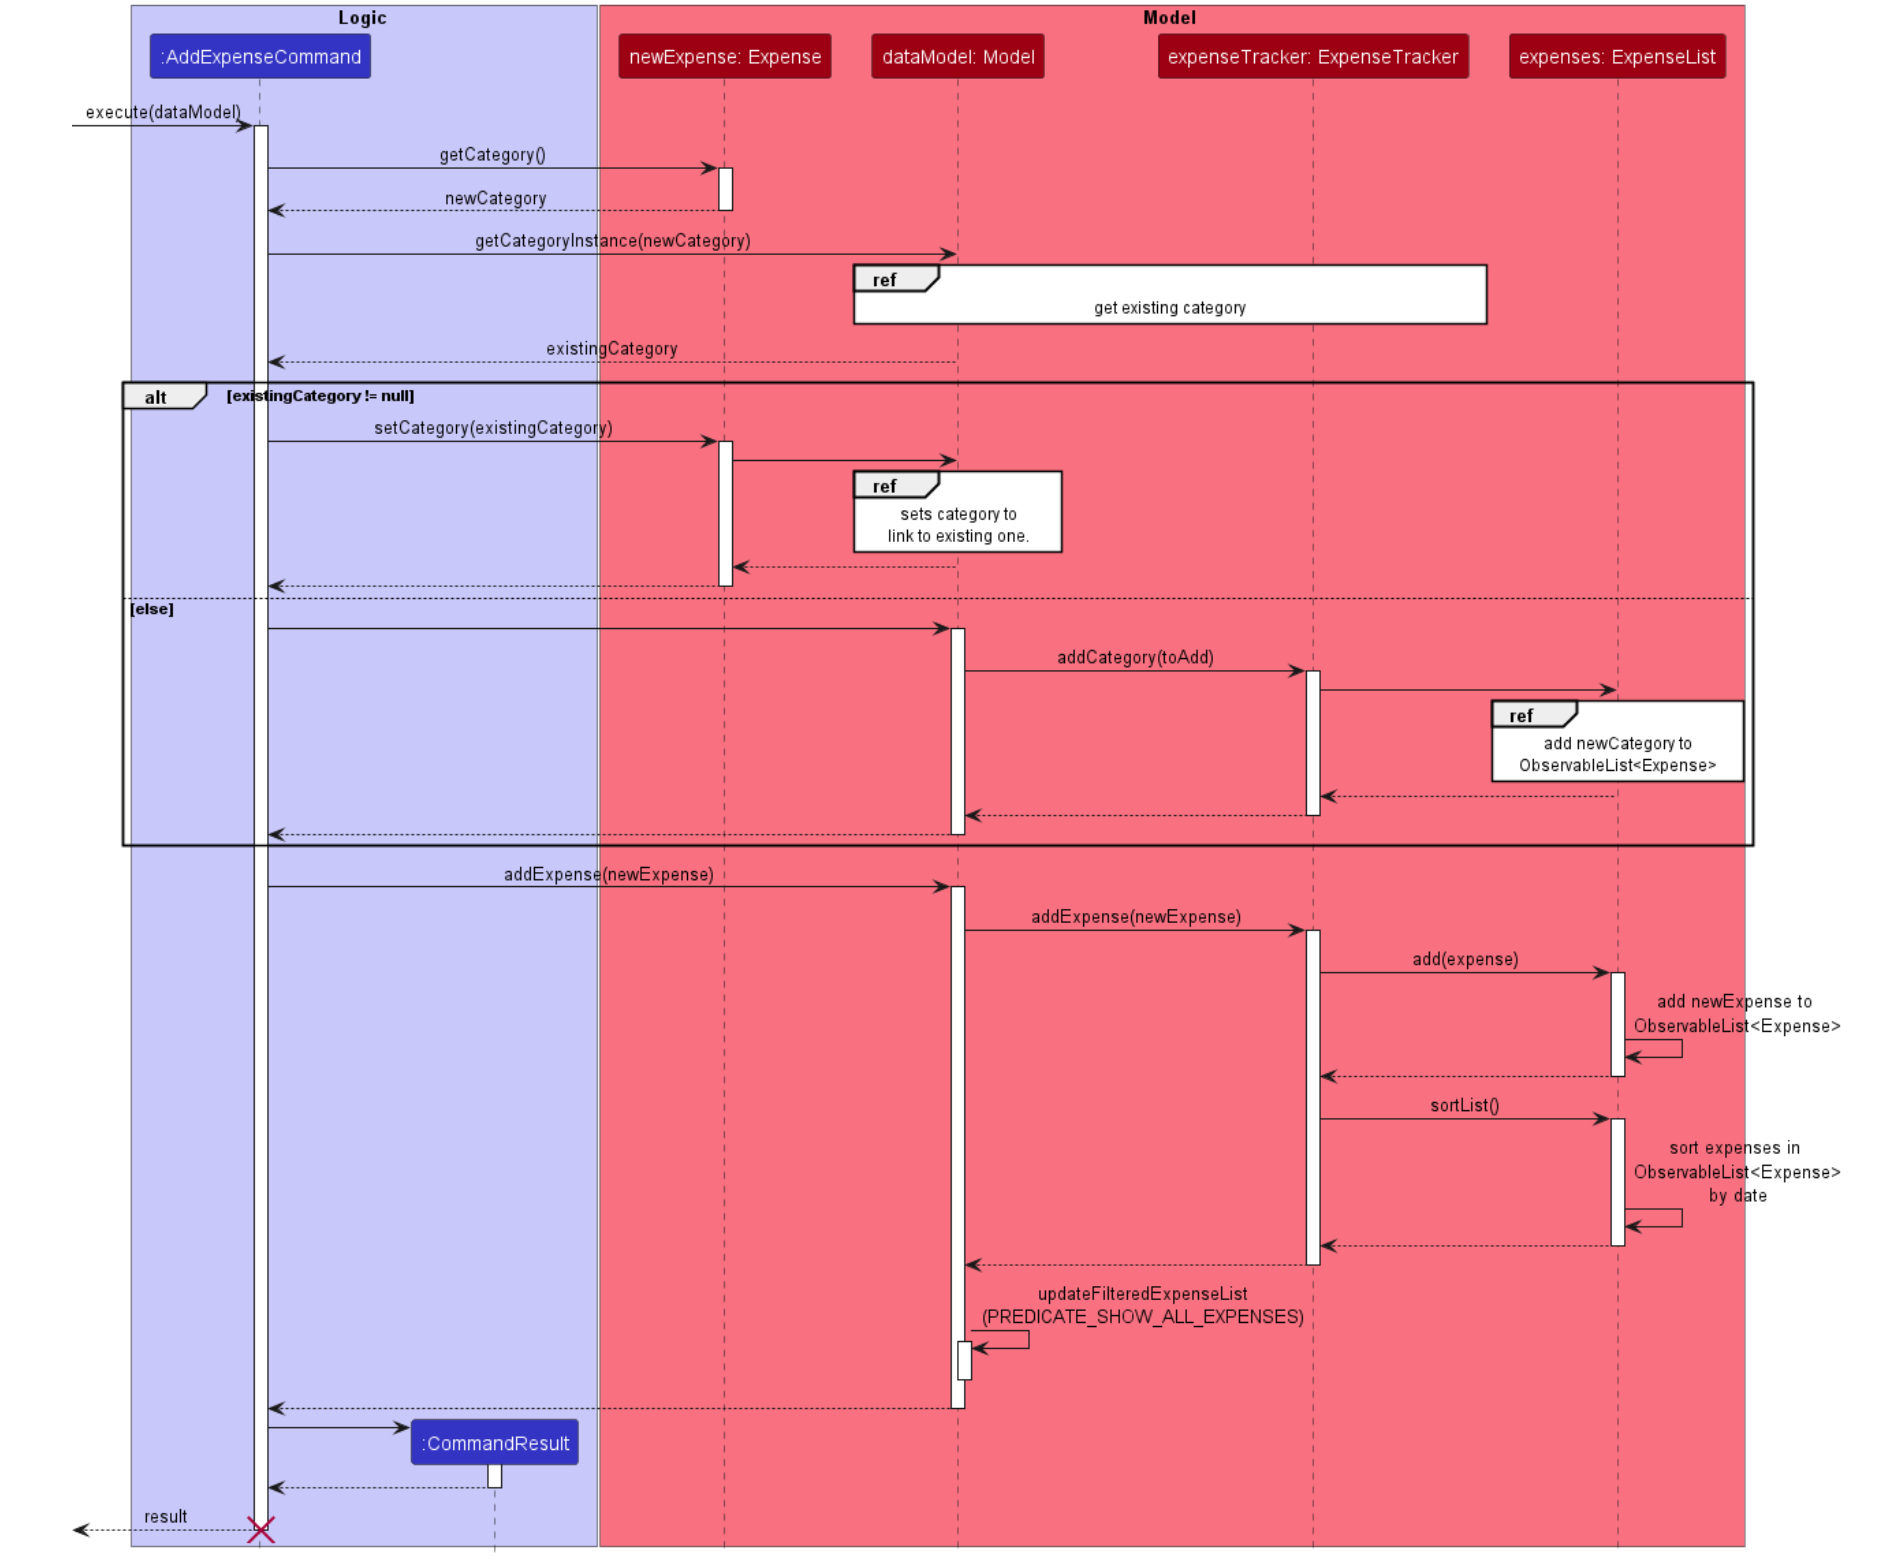 Logic
Model
:AddExpenseCommand
newExpense: Expense
dataModel: Model
expenseTracker: ExpenseTracker
expenses: ExpenseList
execute(dataModel)
getCategory()
newCategory
getCategoryInstance(newCategory)
ref
get existing category
existingCategory
alt
[existingCategory != null]
setCategory(existingCategory)
ref
sets category to
link to existing one.
[else]
addCategory(toAdd)
ref
add newCategory to
ObservableList<Expense>
addExpense(newExpense)
addExpense(newExpense)
add(expense)
add newExpense to
ObservableList<Expense>
sortList()
sort expenses in
ObservableList<Expense>
by date
updateFilteredExpenseList
(PREDICATE_SHOW_ALL_EXPENSES)
:CommandResult
result